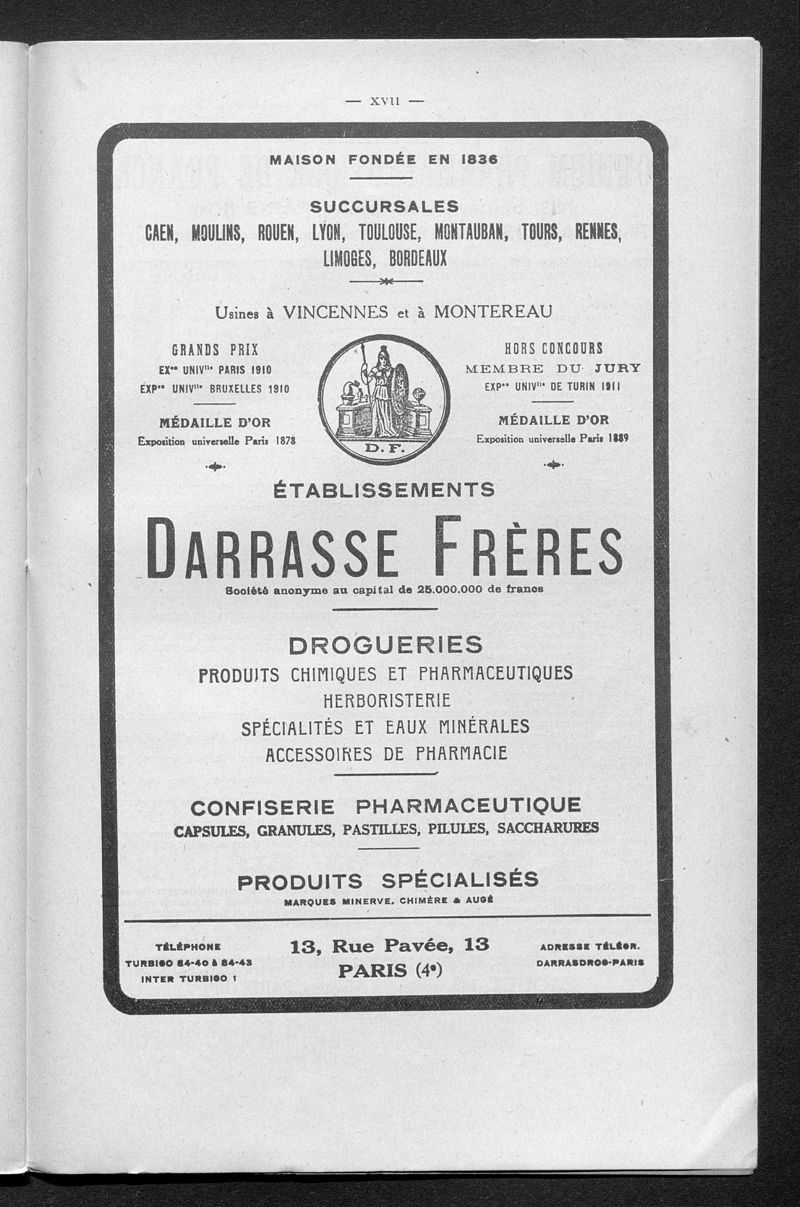 — XVII —
MAISON FONDÉE EN 1836
SUCCURSALES
CAEN, MOULINS, ROUEN, LYON, TOULOUSE, MONTAUBAN, TOURS, RENNES,
LIMOGES, BORDEAUX
Usines à VINCENNES et à MONTEREAU
GRANDS PRIX
EXᵒⁿ UNIVˡˡᵉ PARIS 1910
EXPᵒⁿ UNIVˡˡᵉ BRUXELLES 1910
MÉDAILLE D'OR
Exposition universelle Paris 1878
D. F.
HORS CONCOURS
MEMBRE DU JURY
EXPᵒⁿ UNIVˡˡᵉ DE TURIN 1911
MÉDAILLE D'OR
Exposition universelle Paris 1889
ÉTABLISSEMENTS
DARRASSE FRÈRES
Société anonyme au capital de 25.000.000 de francs
DROGUERIES
PRODUITS CHIMIQUES ET PHARMACEUTIQUES
HERBORISTERIE
SPÉCIALITÉS ET EAUX MINÉRALES
ACCESSOIRES DE PHARMACIE
CONFISERIE PHARMACEUTIQUE
CAPSULES, GRANULES, PASTILLES, PILULES, SACCHARURES
PRODUITS SPÉCIALISÉS
MARQUES MINERVE, CHIMÈRE & AUGÉ
TÉLÉPHONE
TURBIGO 84-40 à 84-43
INTER TURBIGO 1
13, Rue Pavée, 13
PARIS (4ᵉ)
ADRESSE TÉLÉGR.
DARRASDROG-PARIS